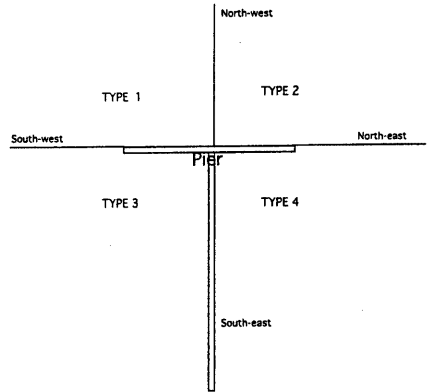 North-west
TYPE 1
TYPE 2
South-west
North-east
Pier
TYPE 3
TYPE 4
South-east